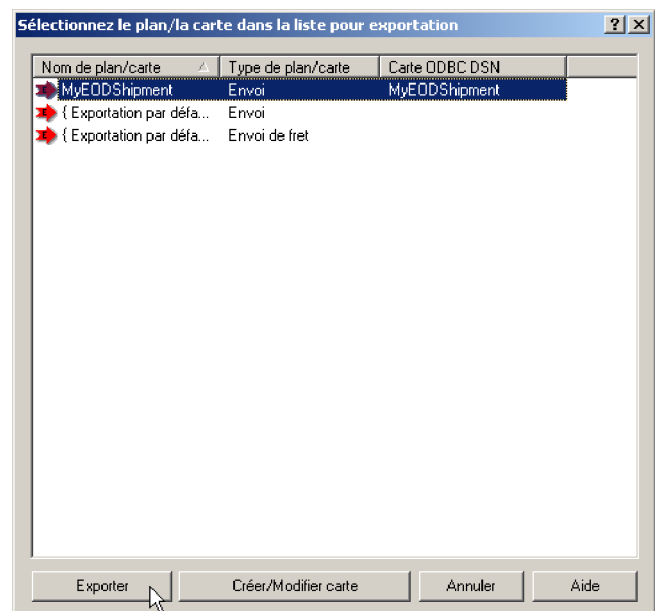 Sélectionnez le plan/la carte dans la liste pour exportation
Nom de plan/carte Type de plan/carte Carte ODBC DSN
MyEODShipment Envoi MyEODShipment
{ Exportation par défa... Envoi
{ Exportation par défa... Envoi de fret
Exporter Créer/Modifier carte Annuler Aide